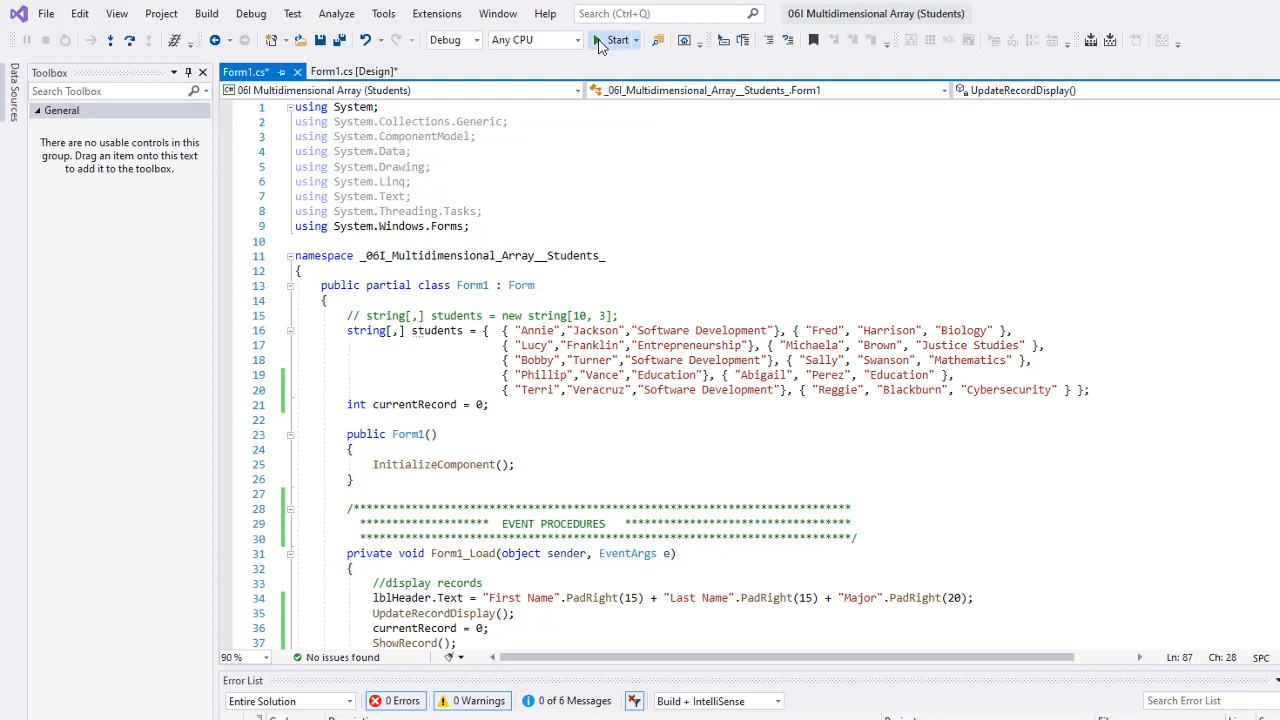 File Edit View Project Build Debug Test Analyze Tools Extensions Window Help Search (Ctrl+Q) 06I Multidimensional Array (Students)
Debug Any CPU Start
Form1.cs* Form1.cs [Design]*
06I Multidimensional Array (Students) _06I_Multidimensional_Array__Students_.Form1 UpdateRecordDisplay()
Data Sources
Toolbox
Search Toolbox
General
There are no usable controls in this
group. Drag an item onto this text
to add it to the toolbox.
1 using System;
2 using System.Collections.Generic;
3 using System.ComponentModel;
4 using System.Data;
5 using System.Drawing;
6 using System.Linq;
7 using System.Text;
8 using System.Threading.Tasks;
9 using System.Windows.Forms;
10
11 namespace _06I_Multidimensional_Array__Students_
12 {
13 public partial class Form1 : Form
14 {
15 // string[,] students = new string[10, 3];
16 string[,] students = { { "Annie","Jackson","Software Development"}, { "Fred", "Harrison", "Biology" },
17 { "Lucy","Franklin","Entrepreneurship"}, { "Michaela", "Brown", "Justice Studies" },
18 { "Bobby","Turner","Software Development"}, { "Sally", "Swanson", "Mathematics" },
19 { "Phillip","Vance","Education"}, { "Abigail", "Perez", "Education" },
20 { "Terri","Veracruz","Software Development"}, { "Reggie", "Blackburn", "Cybersecurity" } };
21 int currentRecord = 0;
22
23 public Form1()
24 {
25 InitializeComponent();
26 }
27
28 /*****************************************************************************
29 ******************** EVENT PROCEDURES ***********************************
30 ****************************************************************************/
31 private void Form1_Load(object sender, EventArgs e)
32 {
33 //display records
34 lblHeader.Text = "First Name".PadRight(15) + "Last Name".PadRight(15) + "Major".PadRight(20);
35 UpdateRecordDisplay();
36 currentRecord = 0;
37 ShowRecord();
90 % No issues found Ln: 87 Ch: 28 SPC
Error List
Entire Solution 0 Errors 0 Warnings 0 of 6 Messages Build + IntelliSense Search Error List